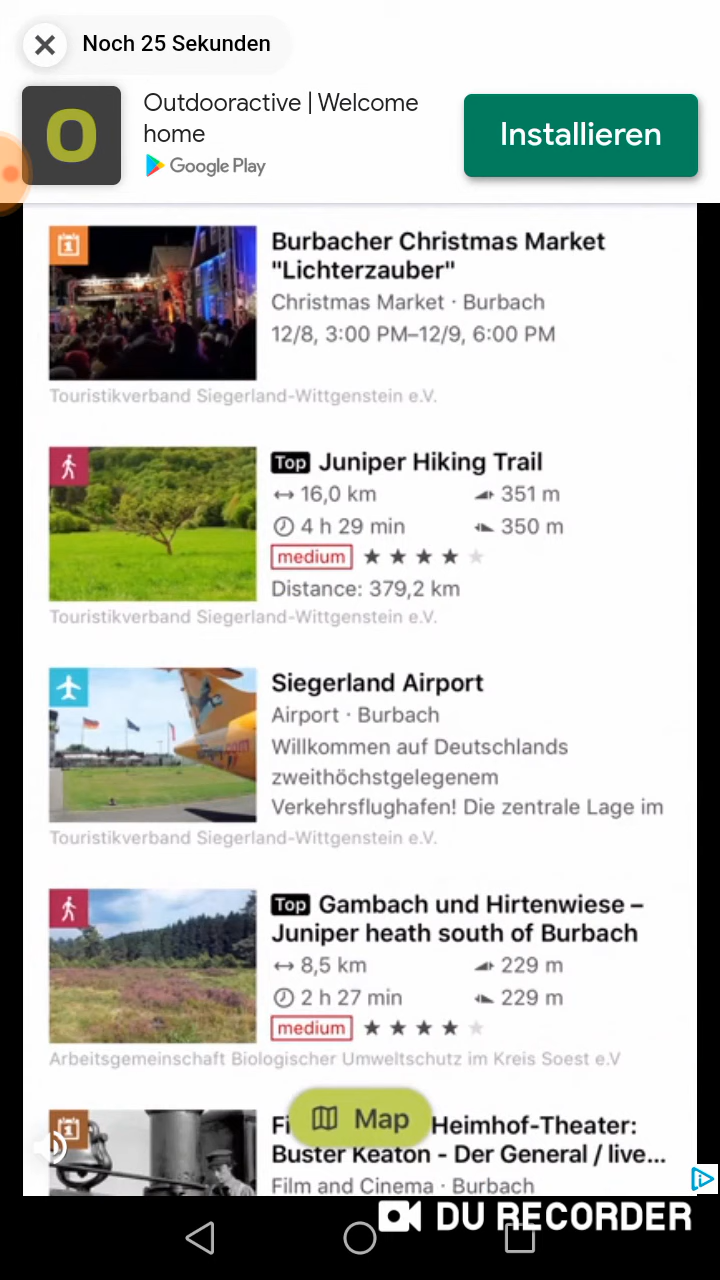 Noch 25 Sekunden
Outdooractive | Welcome
home
Google Play
Installieren
Burbacher Christmas Market
"Lichterzauber"
Christmas Market · Burbach
12/8, 3:00 PM–12/9, 6:00 PM
Touristikverband Siegerland-Wittgenstein e.V.
Top Juniper Hiking Trail
16,0 km 351 m
4 h 29 min 350 m
medium
Distance: 379,2 km
Touristikverband Siegerland-Wittgenstein e.V.
Siegerland Airport
Airport · Burbach
Willkommen auf Deutschlands
zweithöchstgelegenem
Verkehrsflughafen! Die zentrale Lage im
Touristikverband Siegerland-Wittgenstein e.V.
Top Gambach und Hirtenwiese –
Juniper heath south of Burbach
8,5 km 229 m
2 h 27 min 229 m
medium
Arbeitsgemeinschaft Biologischer Umweltschutz im Kreis Soest e.V
Map
Heimhof-Theater:
Buster Keaton - Der General / live...
Film and Cinema · Burbach
DU RECORDER